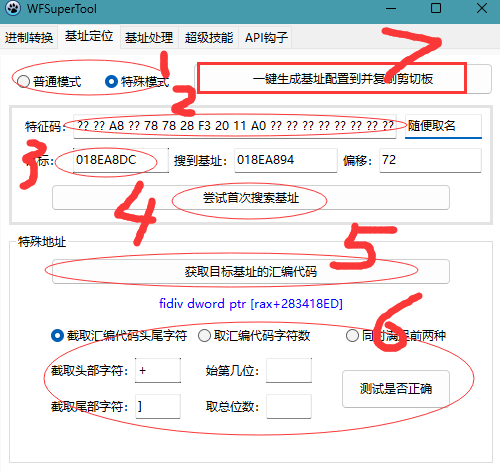 WFSuperTool
进制转换 基址定位 基址处理 超级技能 API钩子
普通模式 特殊模式 一键生成基址配置到并复制剪切板
1
7
2
特征码: ?? ?? A8 ?? 78 78 28 F3 20 11 A0 ?? ?? ?? ?? ?? ?? ?? ?? 随便取名
3
标: 018EA8DC 搜到基址: 018EA894 偏移: 72
4
尝试首次搜索基址
5
特殊地址
获取目标基址的汇编代码
fidiv dword ptr [rax+283418ED]
6
截取汇编代码头尾字符 取汇编代码字符数 同时满足前两种
截取头部字符: + 始第几位:
测试是否正确
截取尾部字符: ] 取总位数: